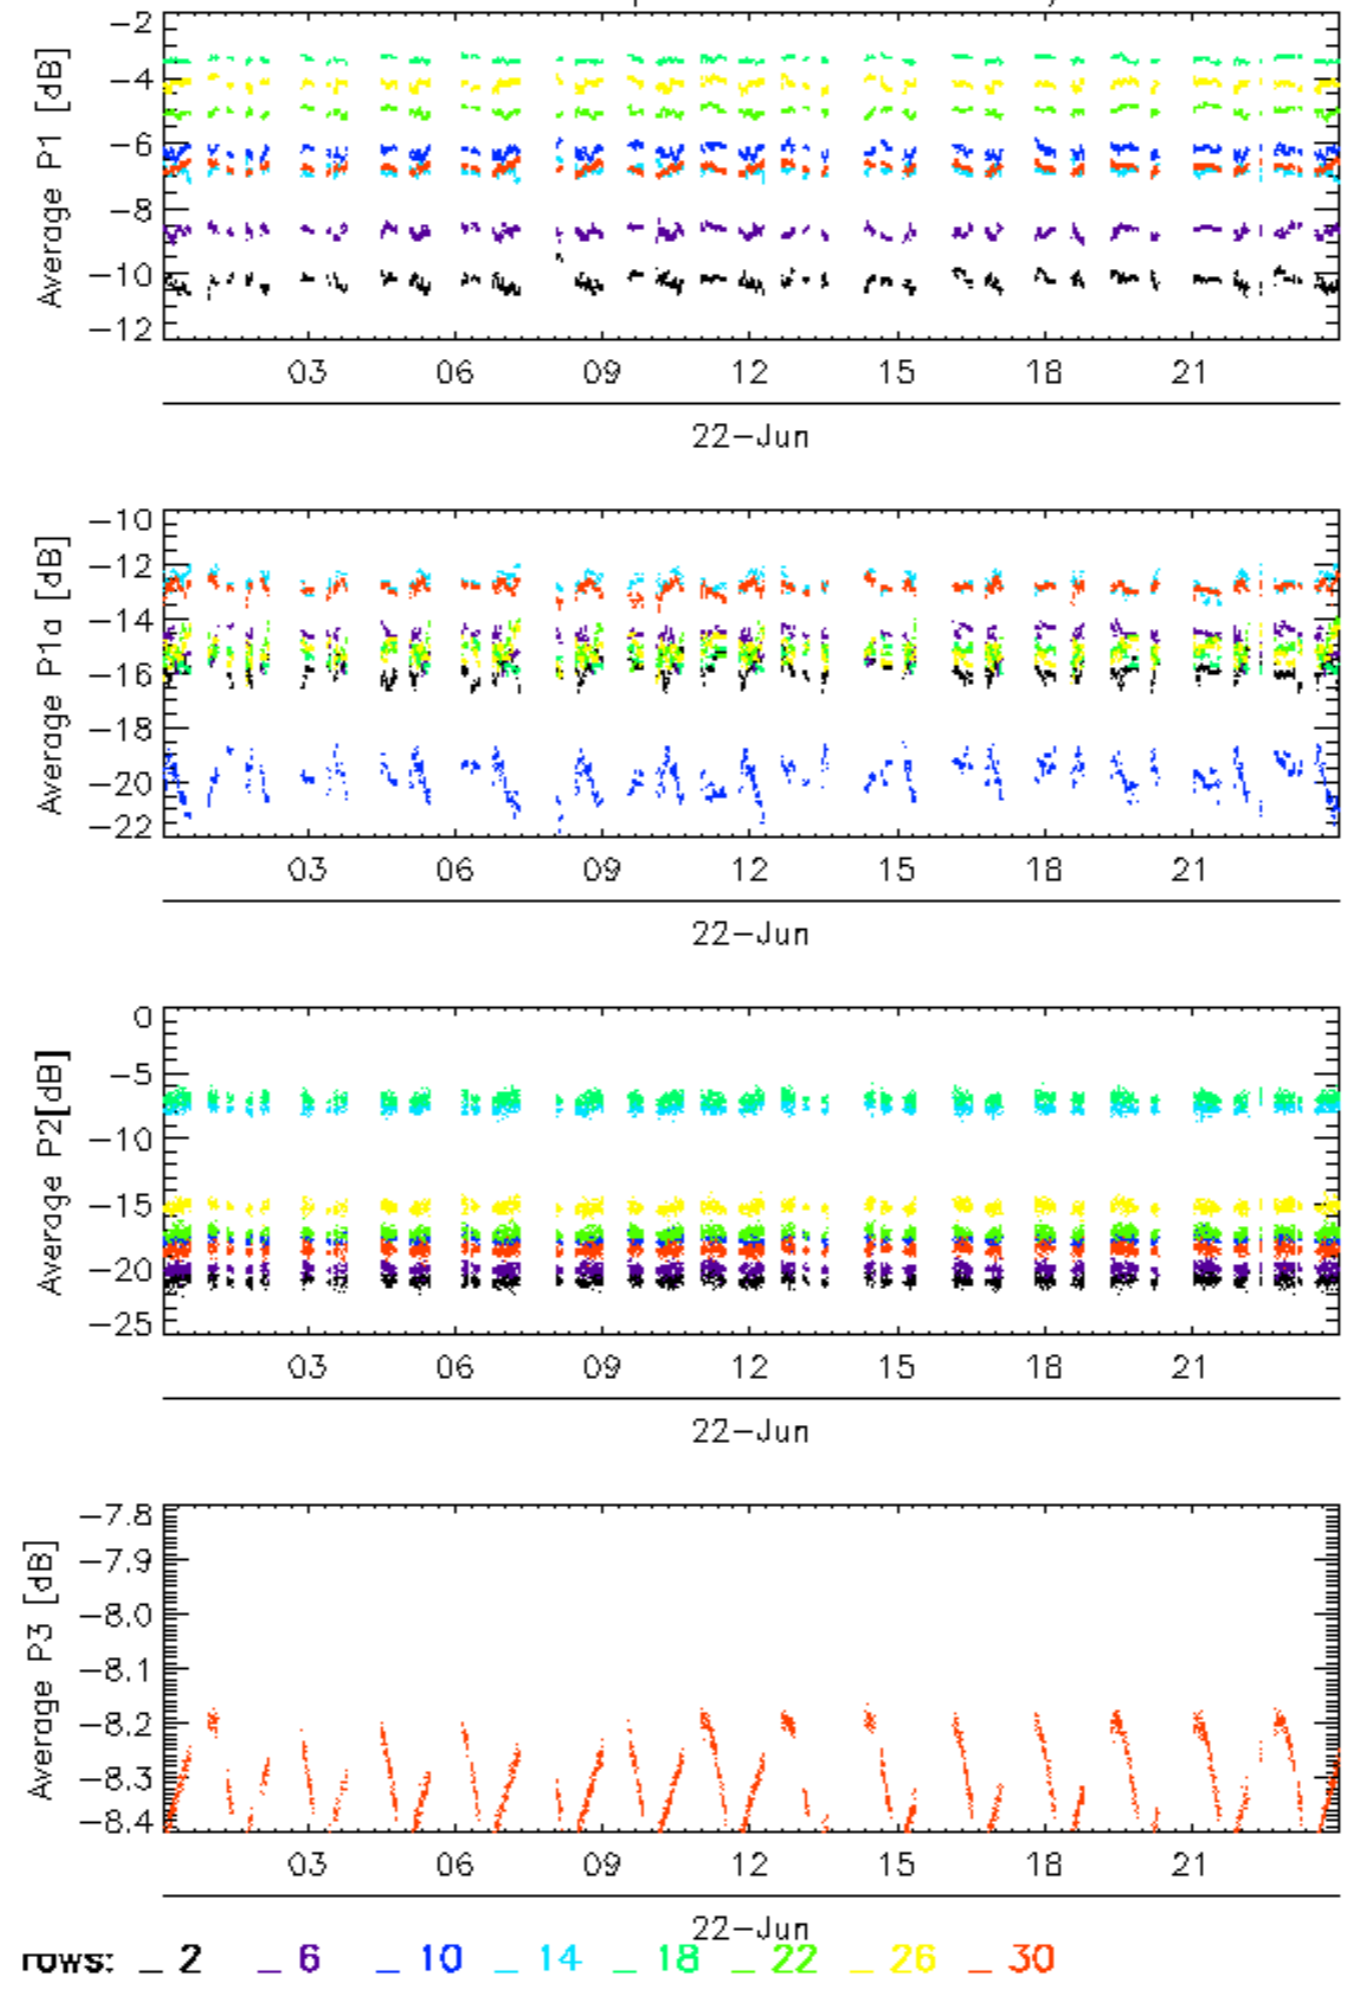 Average P1 [dB]
-2
-4
-6
-8
-10
-12
03 06 09 12 15 18 21
22-Jun
Average P1a [dB]
-10
-12
-14
-16
-18
-20
-22
03 06 09 12 15 18 21
22-Jun
Average P2[dB]
0
-5
-10
-15
-20
-25
03 06 09 12 15 18 21
22-Jun
Average P3 [dB]
-7.8
-7.9
-8.0
-8.1
-8.2
-8.3
-8.4
03 06 09 12 15 18 21
22-Jun
rows: _ 2 _ 6 _ 10 _ 14 _ 18 _ 22 _ 26 _ 30